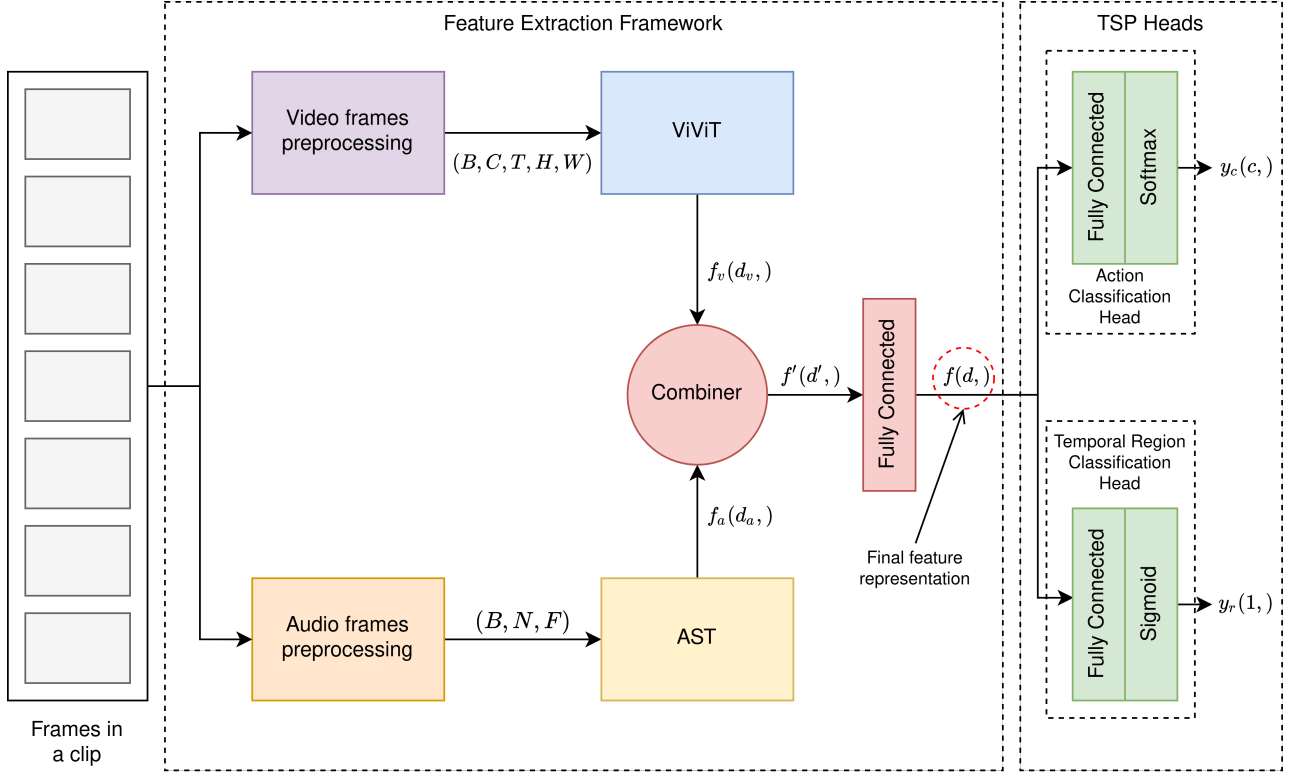 Feature Extraction Framework
TSP Heads
Video frames
preprocessing
(B, C, T, H, W)
ViViT
f_v(d_v,)
Combiner
f'(d',)
Fully Connected
f(d,)
Final feature
representation
f_a(d_a,)
Audio frames
preprocessing
(B, N, F)
AST
Frames in
a clip
Fully Connected
Softmax
y_c(c,)
Action
Classification
Head
Temporal Region
Classification
Head
Fully Connected
Sigmoid
y_r(1,)